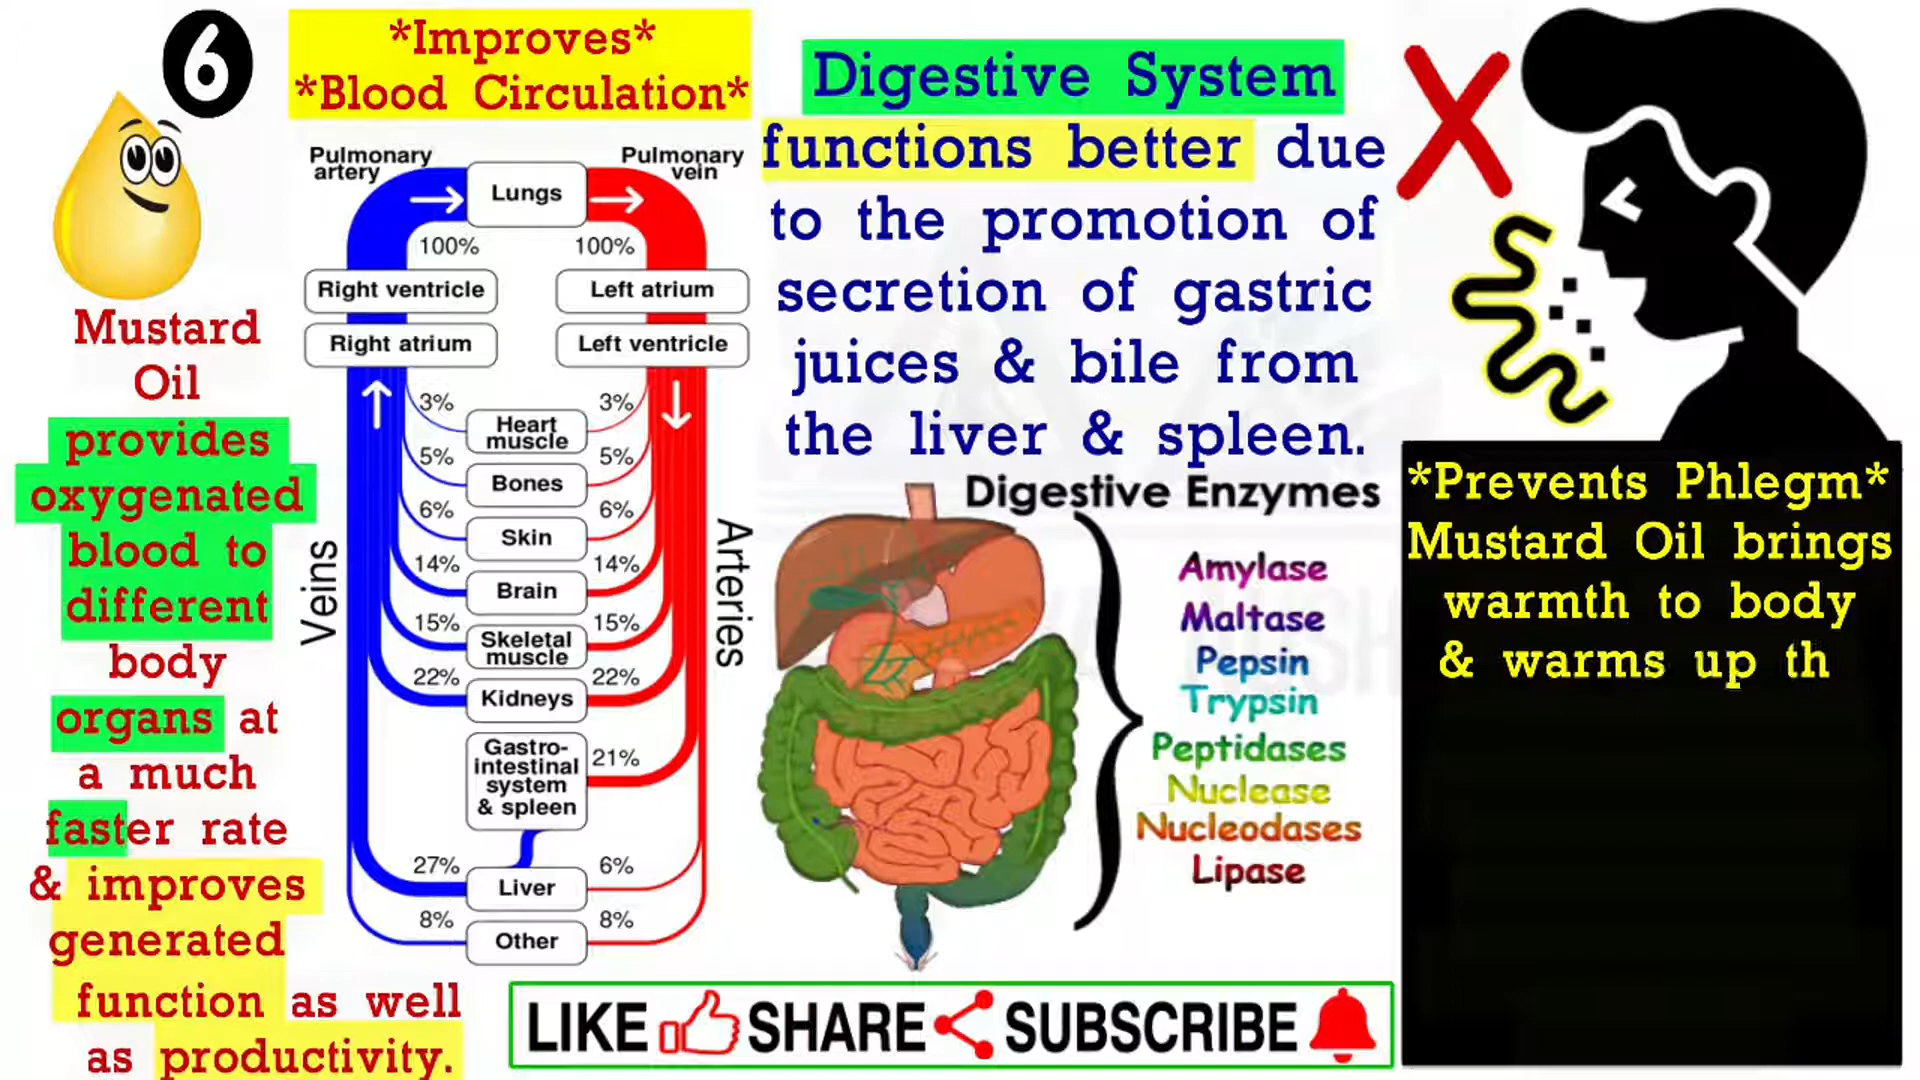 6
*Improves*
*Blood Circulation*
Mustard
Oil
provides
oxygenated
blood to
different
body
organs at
a much
faster rate
& improves
generated
function as well
as productivity.
Pulmonary
artery
Pulmonary
vein
Lungs
100%
100%
Right ventricle
Left atrium
Right atrium
Left ventricle
3%
Heart
muscle
3%
5%
Bones
5%
6%
Skin
6%
14%
Brain
14%
15%
Skeletal
muscle
15%
22%
Kidneys
22%
Gastro-
intestinal
system
& spleen
21%
27%
Liver
6%
8%
Other
8%
Veins
Arteries
Digestive System
functions better due
to the promotion of
secretion of gastric
juices & bile from
the liver & spleen.
Digestive Enzymes
Amylase
Maltase
Pepsin
Trypsin
Peptidases
Nuclease
Nucleodases
Lipase
LIKE SHARE SUBSCRIBE
*Prevents Phlegm*
Mustard Oil brings
warmth to body
& warms up th